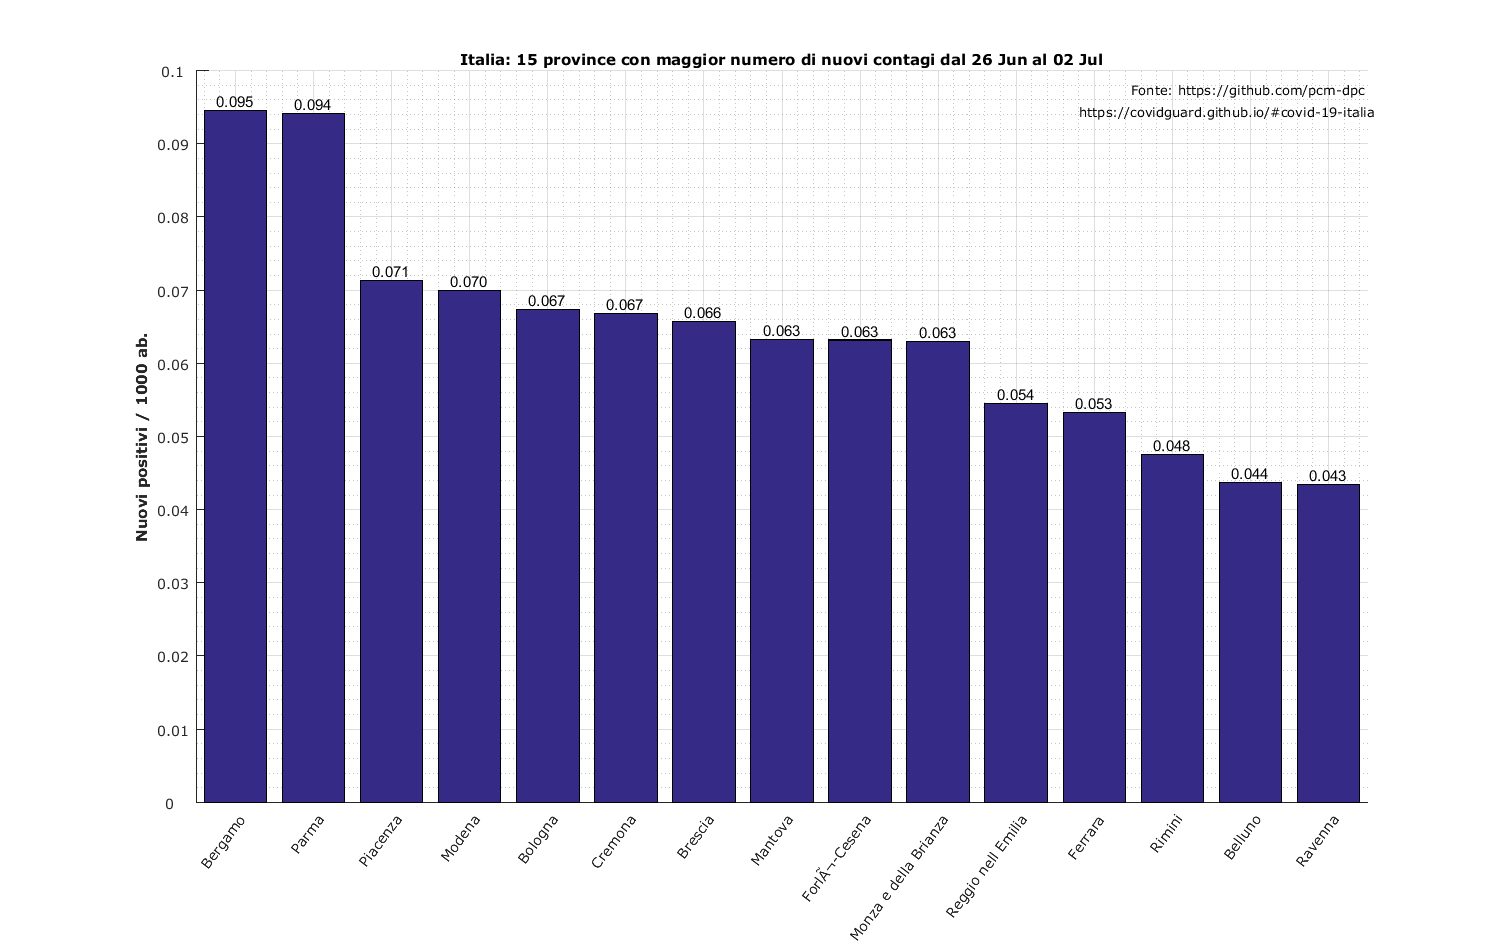 Italia: 15 province con maggior numero di nuovi contagi dal 26 Jun al 02 Jul
Fonte: https://github.com/pcm-dpc
https://covidguard.github.io/#covid-19-italia
Nuovi positivi / 1000 ab.
0.1
0.09
0.08
0.07
0.06
0.05
0.04
0.03
0.02
0.01
0
0.095
0.094
0.071
0.070
0.067
0.067
0.066
0.063
0.063
0.063
0.054
0.053
0.048
0.044
0.043
Bergamo
Parma
Piacenza
Modena
Bologna
Cremona
Brescia
Mantova
ForlÃ¬-Cesena
Monza e della Brianza
Reggio nell Emilia
Ferrara
Rimini
Belluno
Ravenna